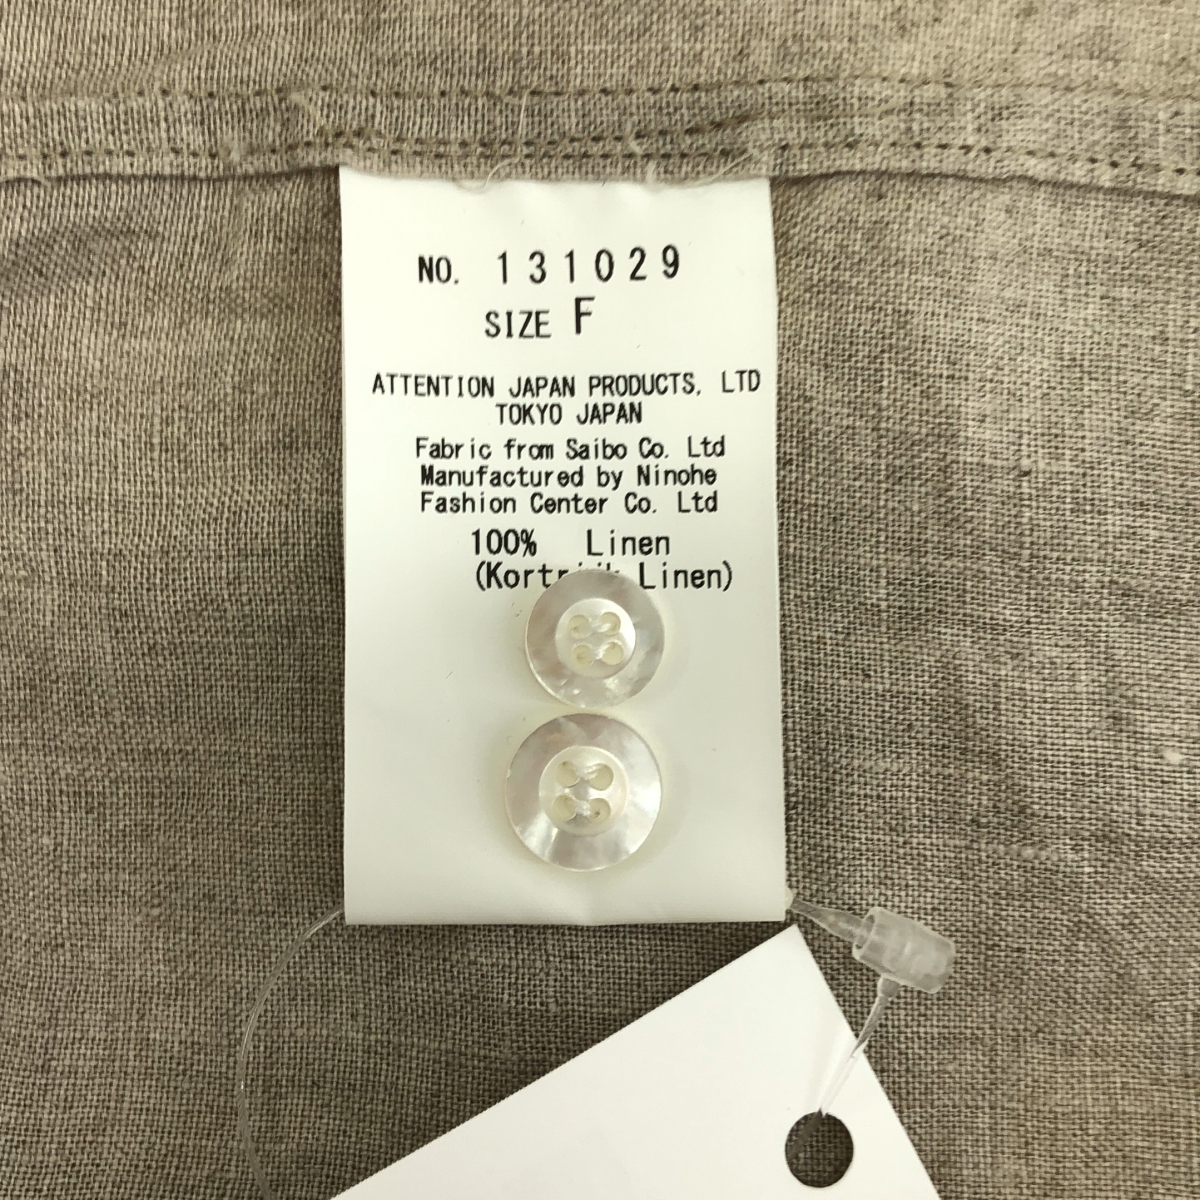 NO. 131029
SIZE F
ATTENTION JAPAN PRODUCTS, LTD
TOKYO JAPAN
Fabric from Saibo Co. Ltd
Manufactured by Ninohe
Fashion Center Co. Ltd
100% Linen
Linen)